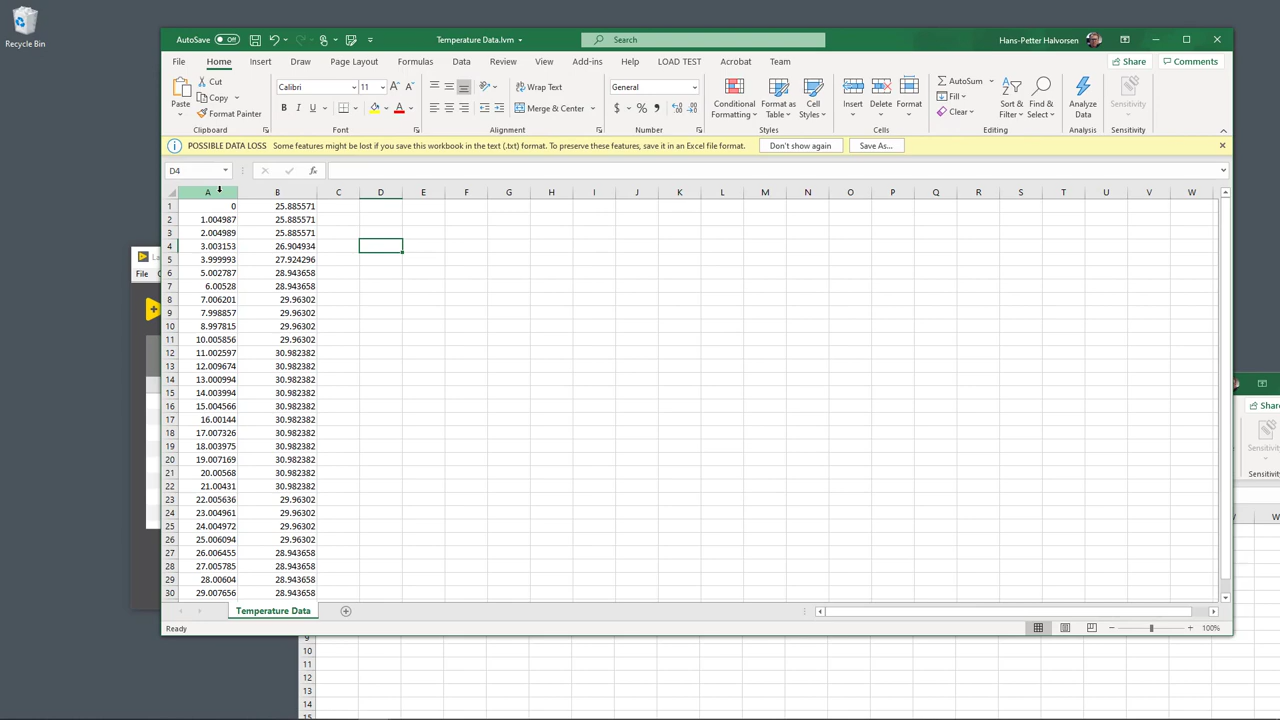 Recycle Bin
AutoSave Off
Temperature Data.lvm
Search
Hans-Petter Halvorsen
File Home Insert Draw Page Layout Formulas Data Review View Add-ins Help LOAD TEST Acrobat Team
Share Comments
Paste
Cut
Copy
Format Painter
Clipboard
Calibri 11
B I U
Font
Wrap Text
Merge & Center
Alignment
General
$ % ,
Number
Conditional Formatting
Format as Table
Cell Styles
Styles
Insert Delete Format
Cells
AutoSum
Fill
Clear
Sort & Filter
Find & Select
Editing
Analyze Data
Analysis
Sensitivity
Sensitivity
POSSIBLE DATA LOSS Some features might be lost if you save this workbook in the text (.txt) format. To preserve these features, save it in an Excel file format. Don't show again Save As...
D4
A B C D E F G H I J K L M N O P Q R S T U V W
1 0 25.885571
2 1.004987 25.885571
3 2.004989 25.885571
4 3.003153 26.904934
5 3.999993 27.924296
6 5.002787 28.943658
7 6.00528 28.943658
8 7.006201 29.96302
9 7.998857 29.96302
10 8.997815 29.96302
11 10.005856 29.96302
12 11.002597 30.982382
13 12.009674 30.982382
14 13.000994 30.982382
15 14.003994 30.982382
16 15.004566 30.982382
17 16.00144 30.982382
18 17.007326 30.982382
19 18.003975 30.982382
20 19.007169 30.982382
21 20.00568 30.982382
22 21.00431 30.982382
23 22.005636 29.96302
24 23.004961 29.96302
25 24.004972 29.96302
26 25.006094 29.96302
27 26.006455 28.943658
28 27.005785 28.943658
29 28.00604 28.943658
30 29.007656 28.943658
Temperature Data
Ready
100%
File
9
10
11
12
13
14
15